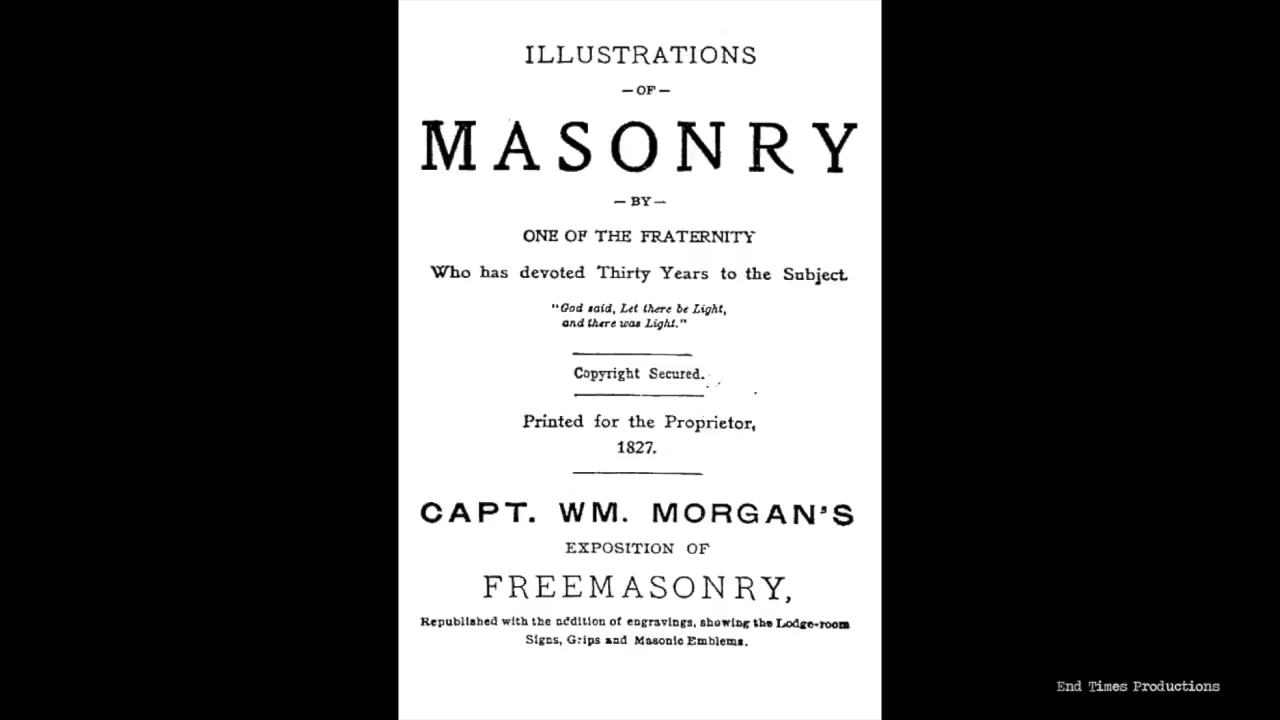 ILLUSTRATIONS
—OF—
MASONRY
—BY—
ONE OF THE FRATERNITY
Who has devoted Thirty Years to the Subject.
"God said, Let there be Light,
and there was Light."
Copyright Secured.
Printed for the Proprietor,
1827.
CAPT. WM. MORGAN'S
EXPOSITION OF
FREEMASONRY,
Republished with the addition of engravings, showing the Lodge-room
Signs, Grips and Masonic Emblems.
End Times Productions